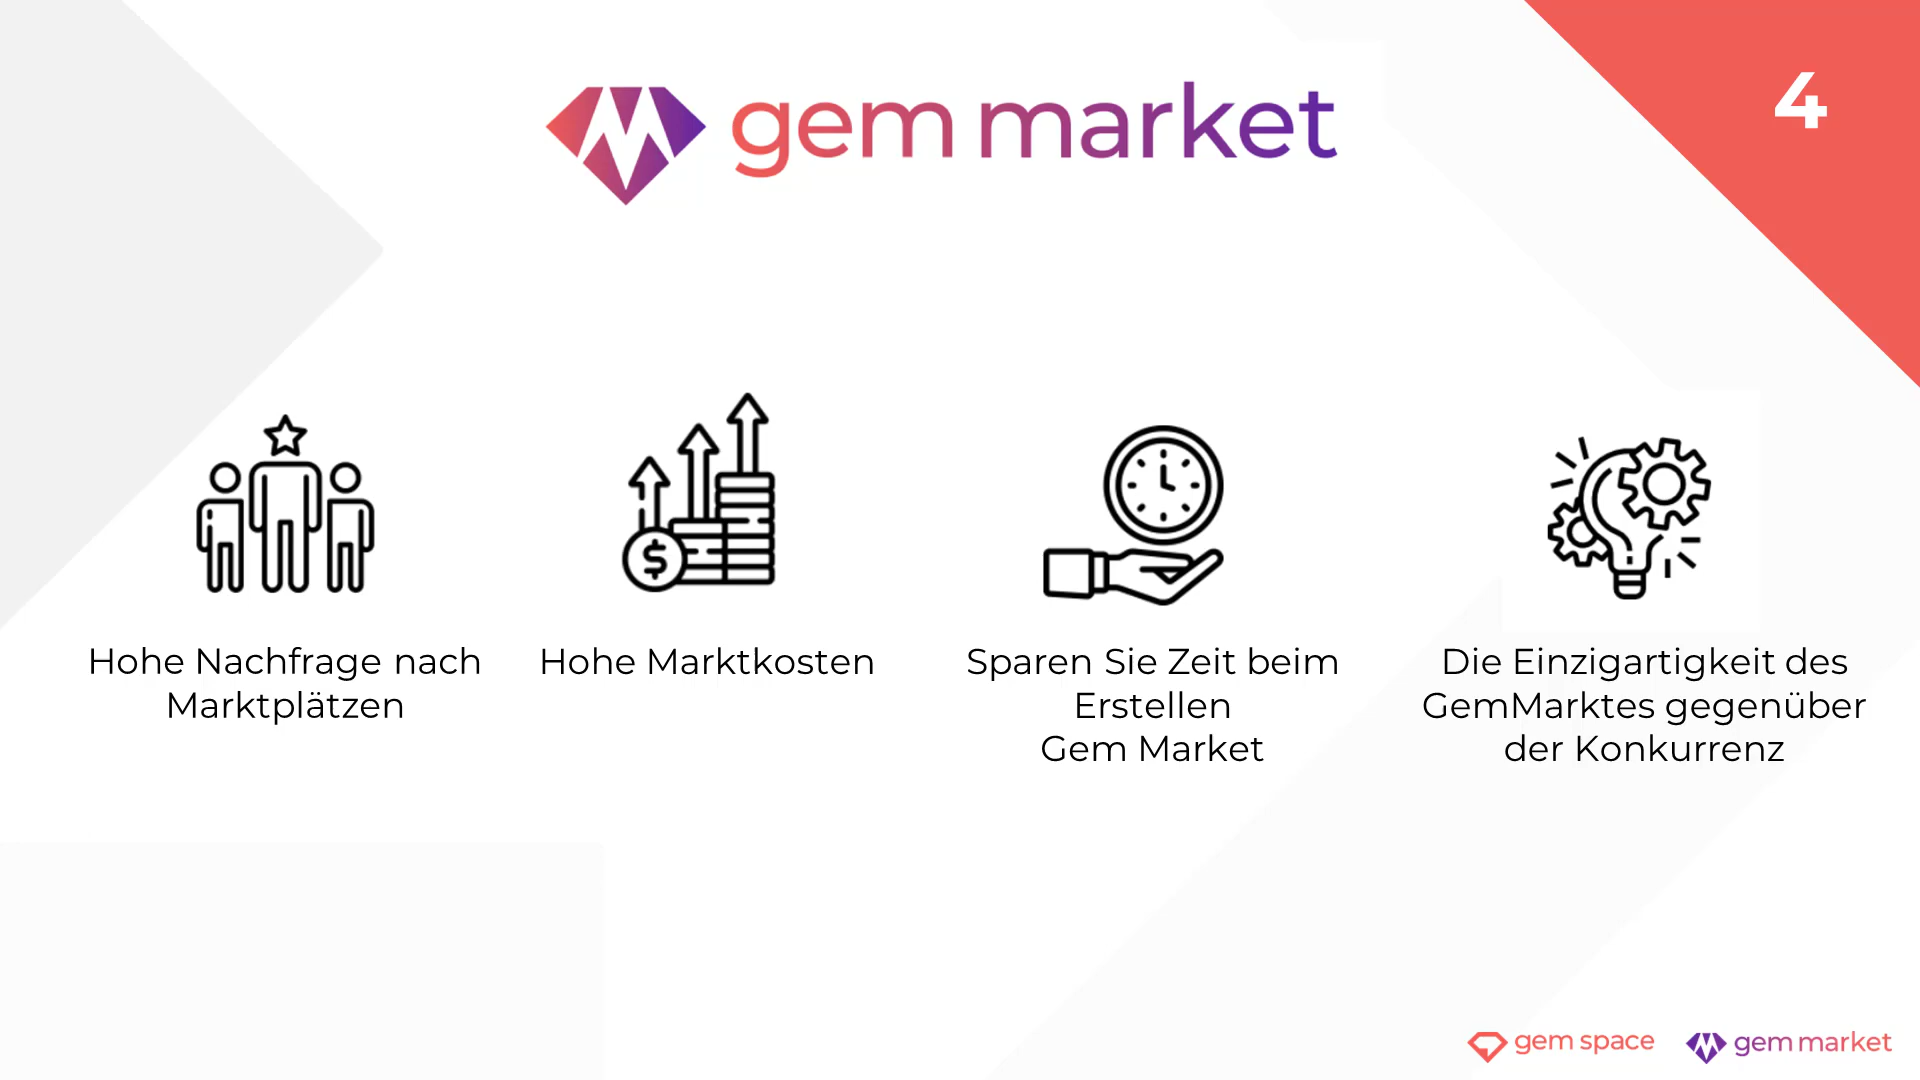 gem market
4
$
Hohe Nachfrage nach
Marktplätzen
Hohe Marktkosten
Sparen Sie Zeit beim
Erstellen
Gem Market
Die Einzigartigkeit des
GemMarktes gegenüber
der Konkurrenz
gem space
gem market